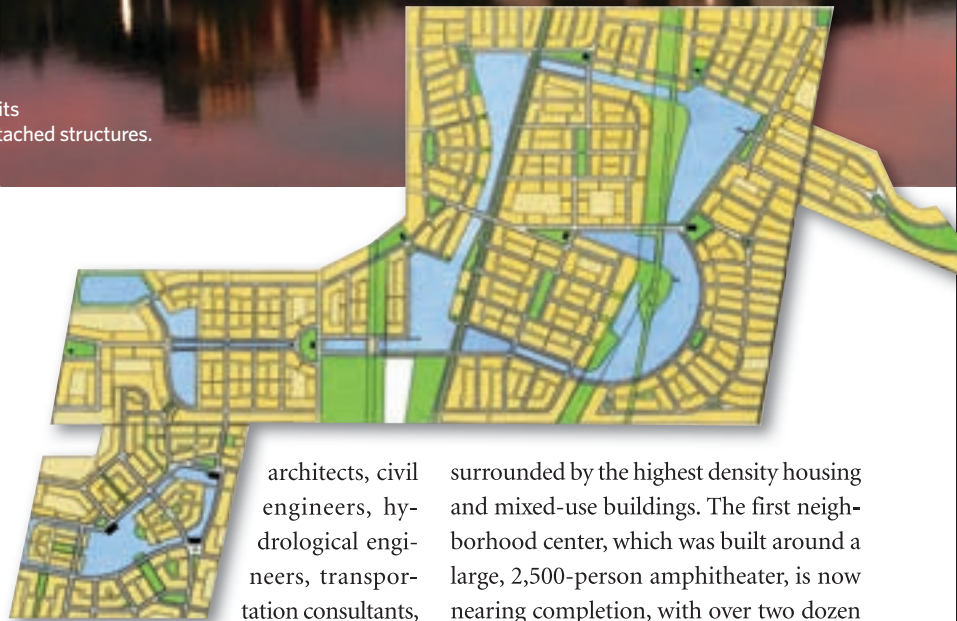 its
tached structures.
architects, civil
engineers, hy-
drological engi-
neers, transpor-
tation consultants,
surrounded by the highest density housing
and mixed-use buildings. The first neigh-
borhood center, which was built around a
large, 2,500-person amphitheater, is now
nearing completion, with over two dozen